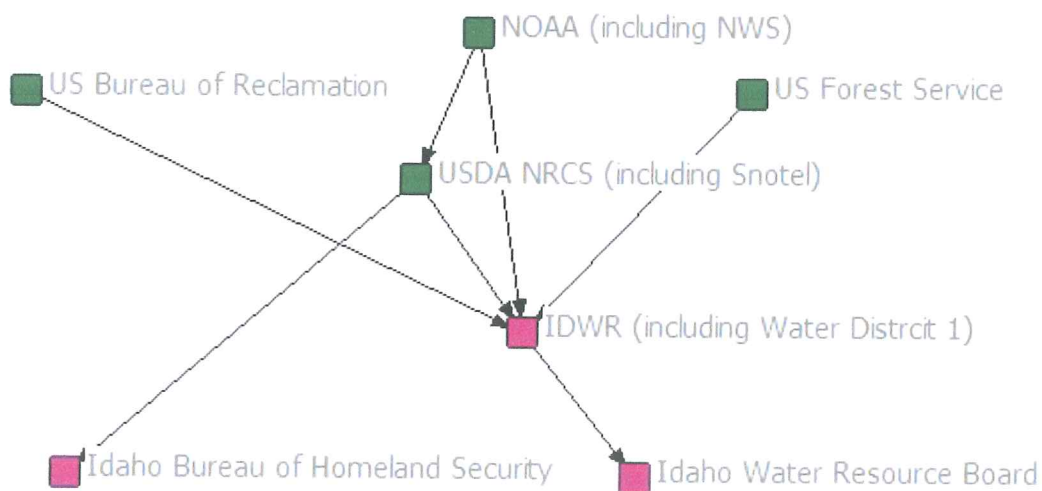 NOAA (including NWS)
US Bureau of Reclamation
US Forest Service
USDA NRCS (including Snotel)
IDWR (including Water Distrcit 1)
Idaho Bureau of Homeland Security
Idaho Water Resource Board